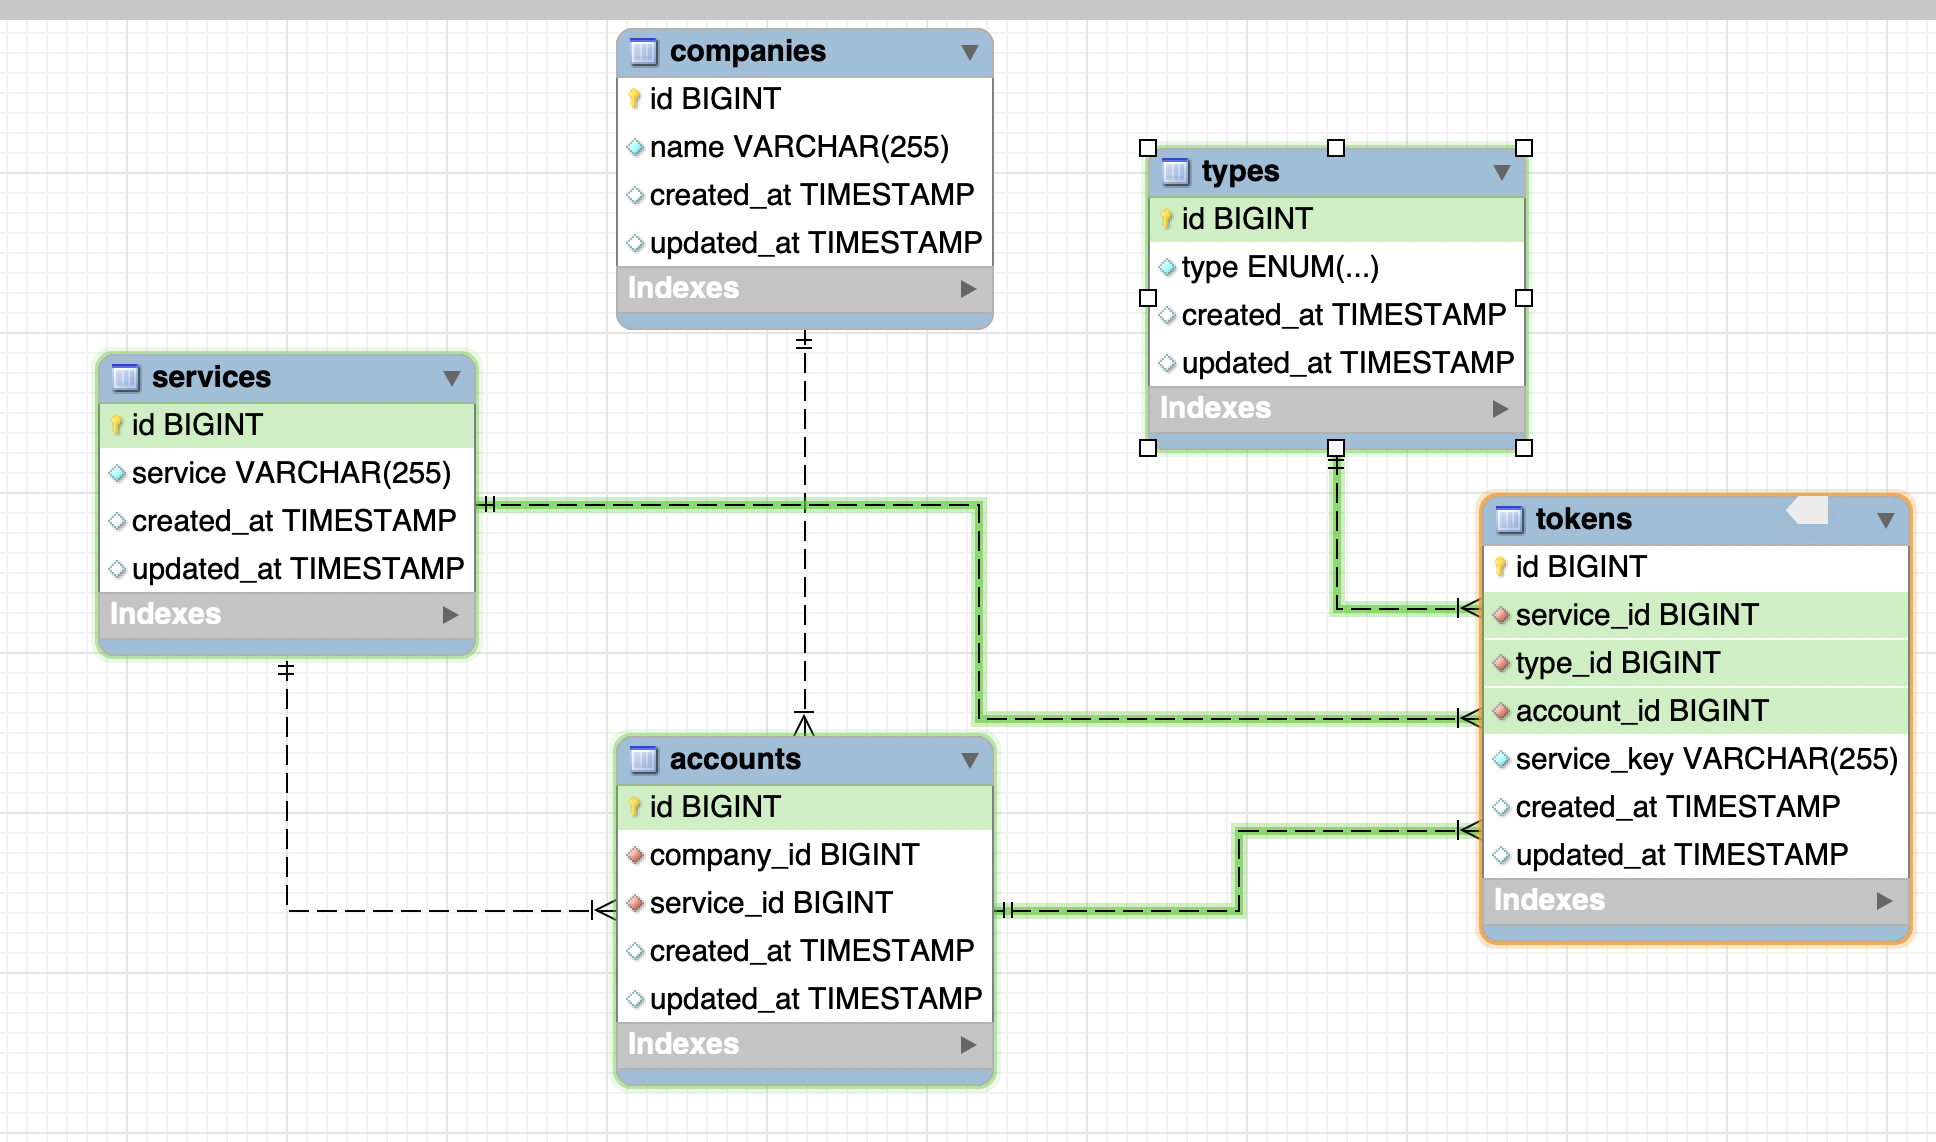 companies
id BIGINT
name VARCHAR(255)
created_at TIMESTAMP
updated_at TIMESTAMP
Indexes
types
id BIGINT
type ENUM(...)
created_at TIMESTAMP
updated_at TIMESTAMP
Indexes
services
id BIGINT
service VARCHAR(255)
created_at TIMESTAMP
updated_at TIMESTAMP
Indexes
tokens
id BIGINT
service_id BIGINT
type_id BIGINT
account_id BIGINT
service_key VARCHAR(255)
created_at TIMESTAMP
updated_at TIMESTAMP
Indexes
accounts
id BIGINT
company_id BIGINT
service_id BIGINT
created_at TIMESTAMP
updated_at TIMESTAMP
Indexes